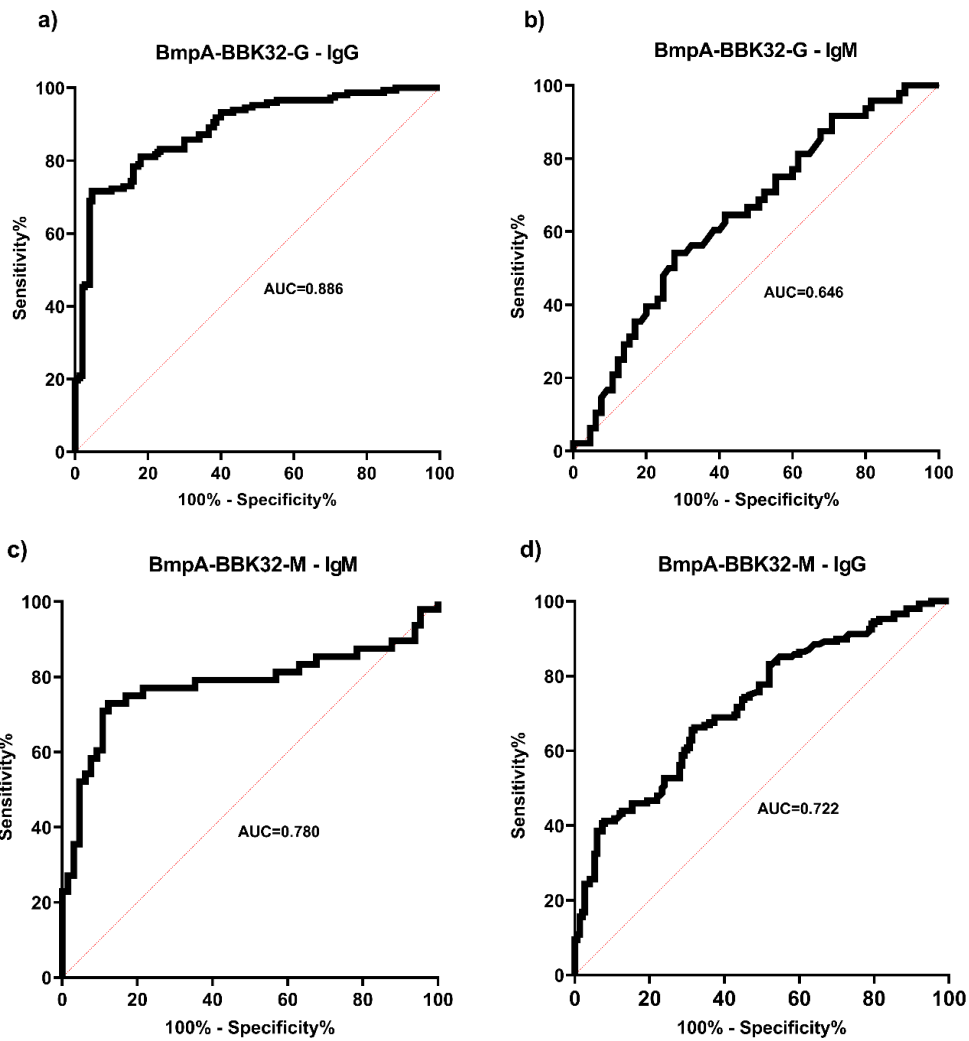 a)
BmpA-BBK32-G - IgG
100
80
60
40
20
0
Sensitivity%
AUC=0.886
0 20 40 60 80 100
100% - Specificity%
b)
BmpA-BBK32-G - IgM
100
80
60
40
20
0
Sensitivity%
AUC=0.646
0 20 40 60 80 100
100% - Specificity%
c)
BmpA-BBK32-M - IgM
100
80
60
40
20
0
Sensitivity%
AUC=0.780
0 20 40 60 80 100
100% - Specificity%
d)
BmpA-BBK32-M - IgG
100
80
60
40
20
0
Sensitivity%
AUC=0.722
0 20 40 60 80 100
100% - Specificity%